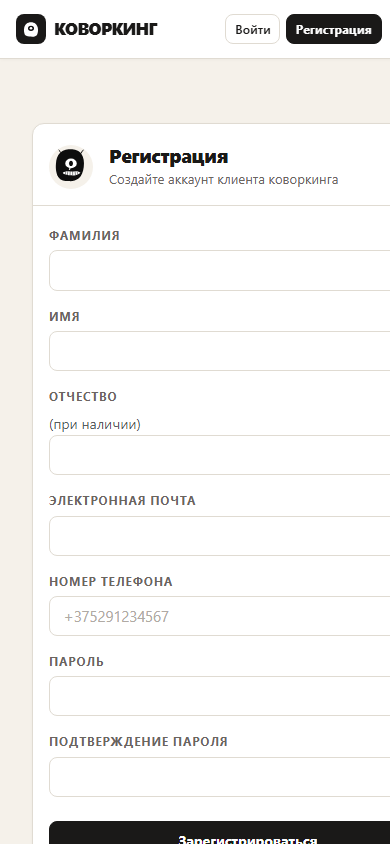 КОВОРКИНГ
Войти
Регистрация
Регистрация
Создайте аккаунт клиента коворкинга
ФАМИЛИЯ
ИМЯ
ОТЧЕСТВО
(при наличии)
ЭЛЕКТРОННАЯ ПОЧТА
НОМЕР ТЕЛЕФОНА
+375291234567
ПАРОЛЬ
ПОДТВЕРЖДЕНИЕ ПАРОЛЯ
Зарегистрироваться